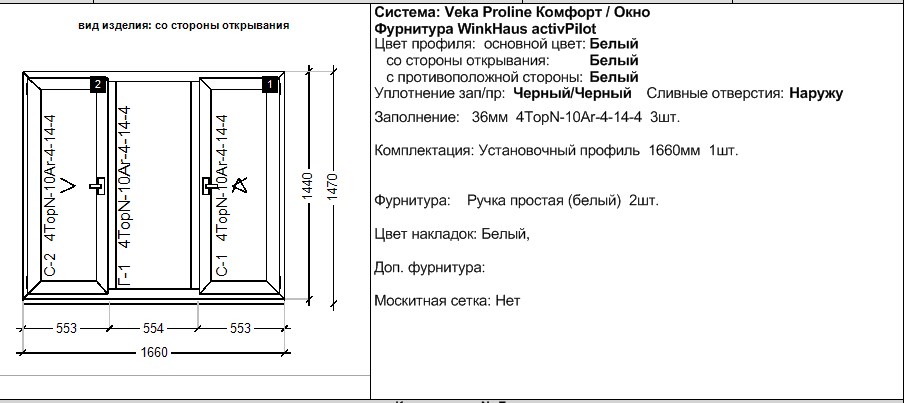 вид изделия: со стороны открывания
2
1
С-2 4TopN-10Ar-4-14-4
Г-1 4TopN-10Ar-4-14-4
С-1 4TopN-10Ar-4-14-4
1440
1470
553
554
553
1660
Система: Veka Proline Комфорт / Окно
Фурнитура WinkHaus activPilot
Цвет профиля: основной цвет: Белый
со стороны открывания: Белый
с противоположной стороны: Белый
Уплотнение зап/пр: Черный/Черный Сливные отверстия: Наружу
Заполнение: 36мм 4TopN-10Ar-4-14-4 3шт.
Комплектация: Установочный профиль 1660мм 1шт.
Фурнитура: Ручка простая (белый) 2шт.
Цвет накладок: Белый,
Доп. фурнитура:
Москитная сетка: Нет